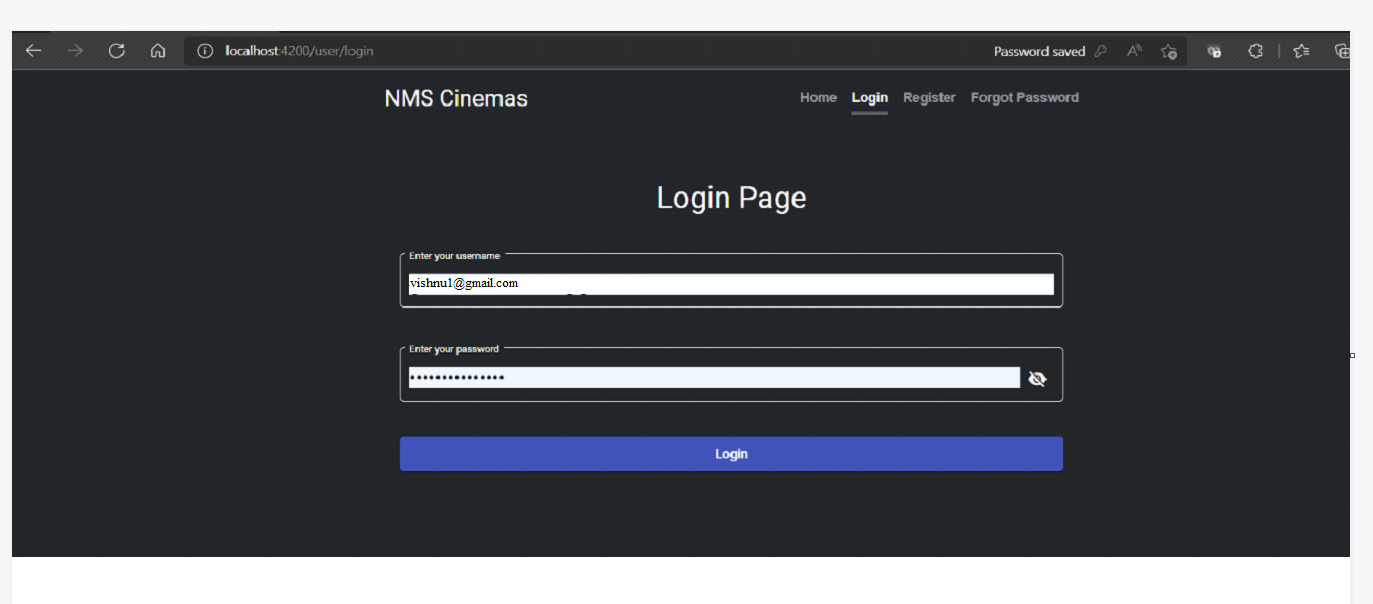 localhost:4200/user/login Password saved
NMS Cinemas Home Login Register Forgot Password
Login Page
Enter your username
vishnu1@gmail.com
Enter your password
•••••••••••••••
Login